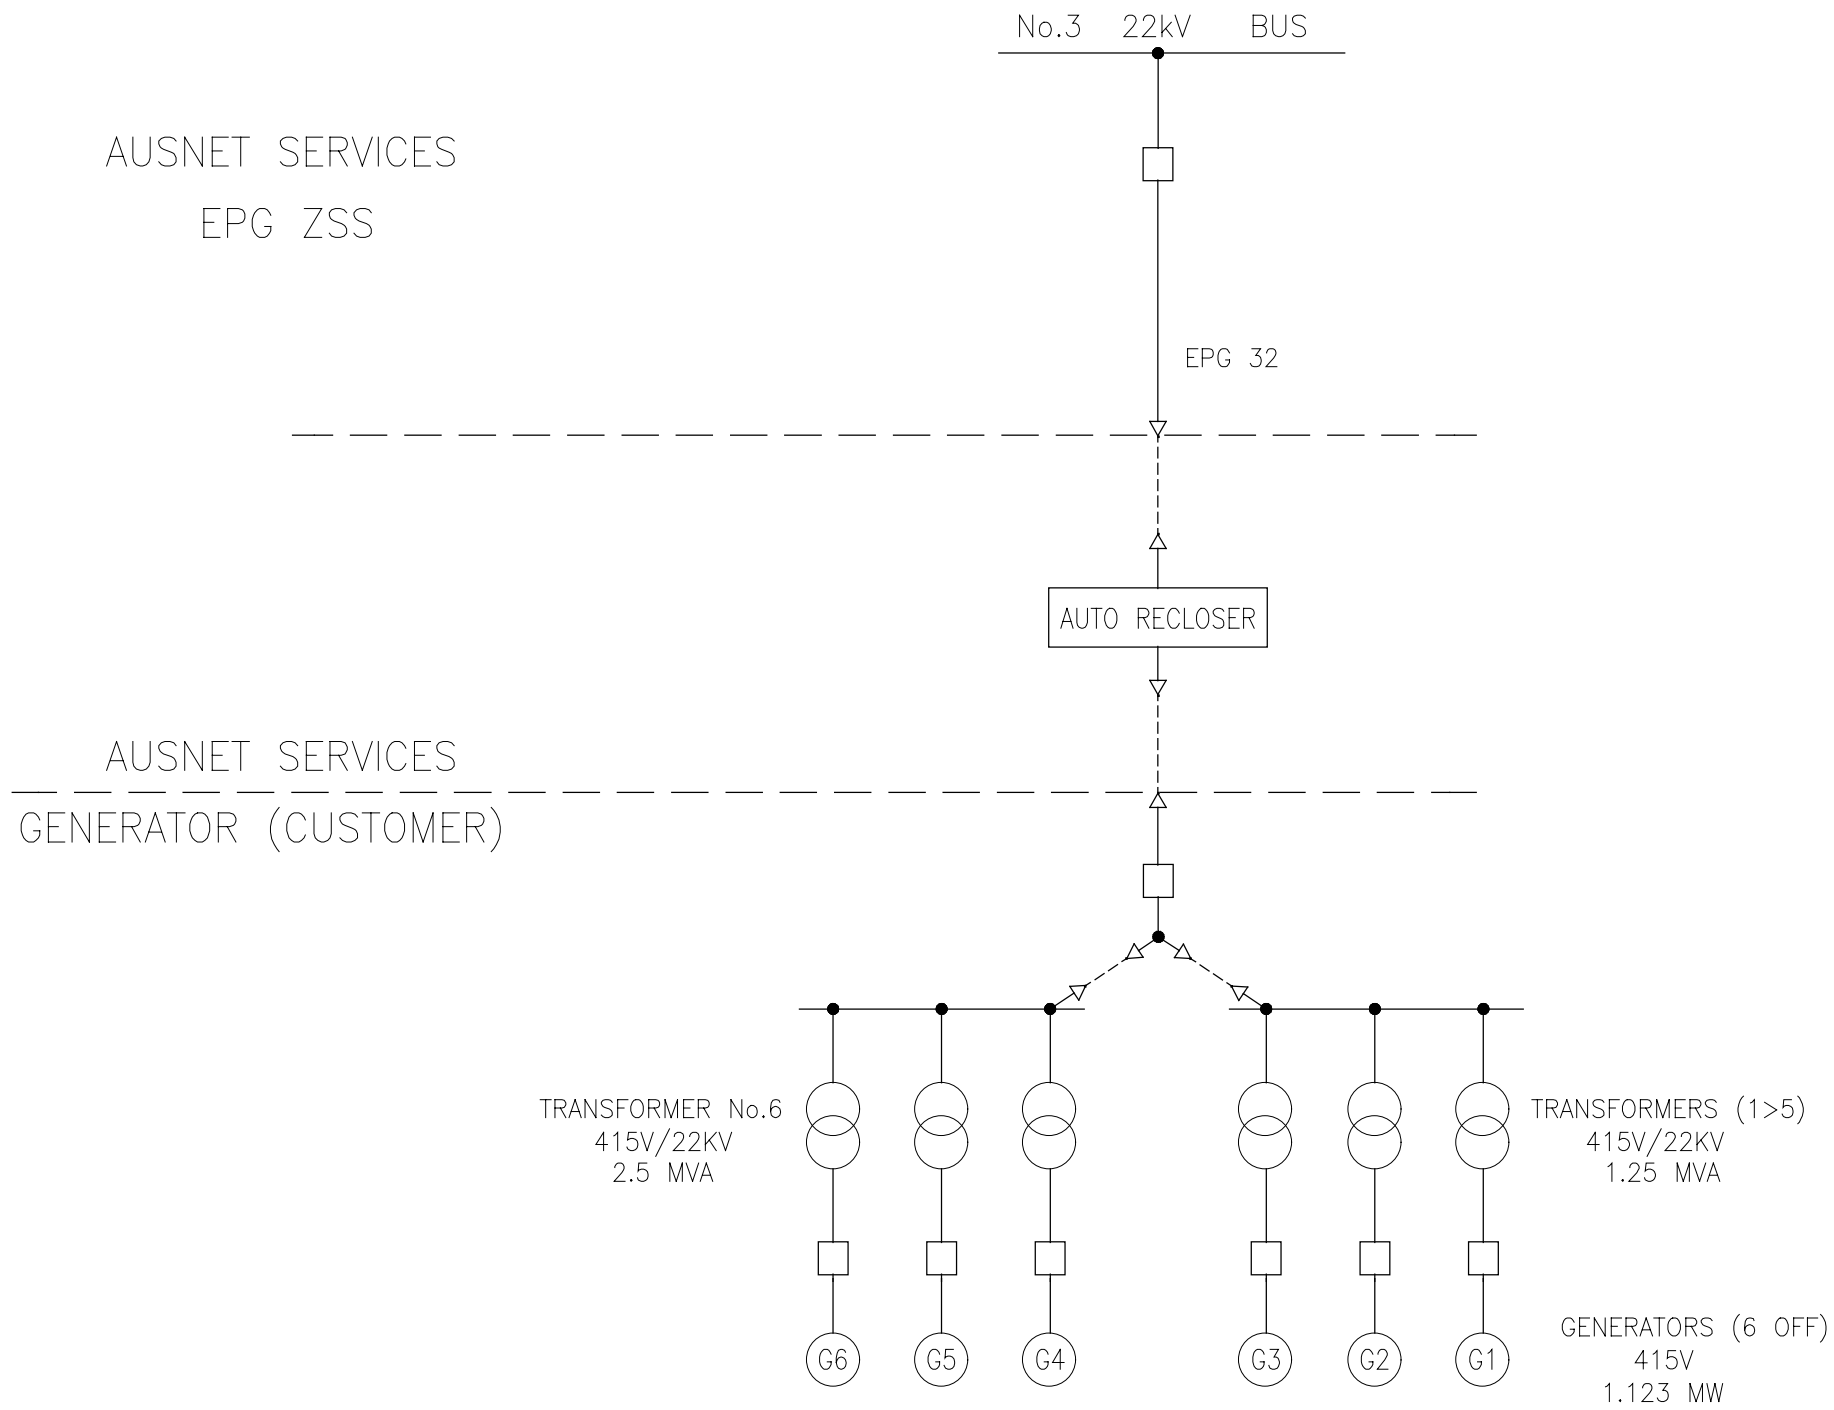 No.3 22kV BUS
AUSNET SERVICES
EPG ZSS
EPG 32
AUTO RECLOSER
AUSNET SERVICES
GENERATOR (CUSTOMER)
TRANSFORMER No.6
415V/22KV
2.5 MVA
TRANSFORMERS (1>5)
415V/22KV
1.25 MVA
G6 G5 G4 G3 G2 G1
GENERATORS (6 OFF)
415V
1.123 MW